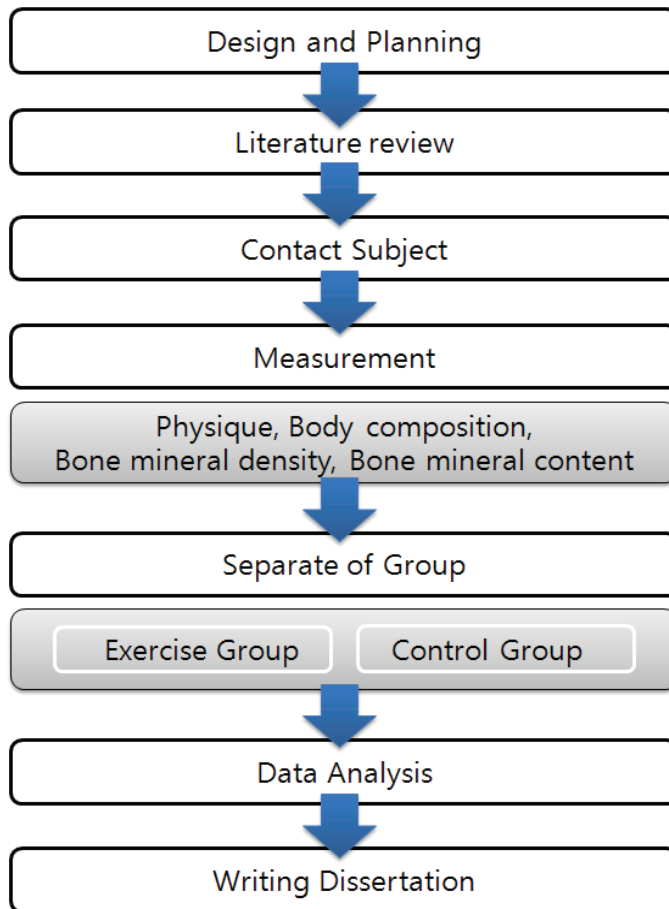 Design and Planning
Literature review
Contact Subject
Measurement
Physique, Body composition,
Bone mineral density, Bone mineral content
Separate of Group
Exercise Group Control Group
Data Analysis
Writing Dissertation